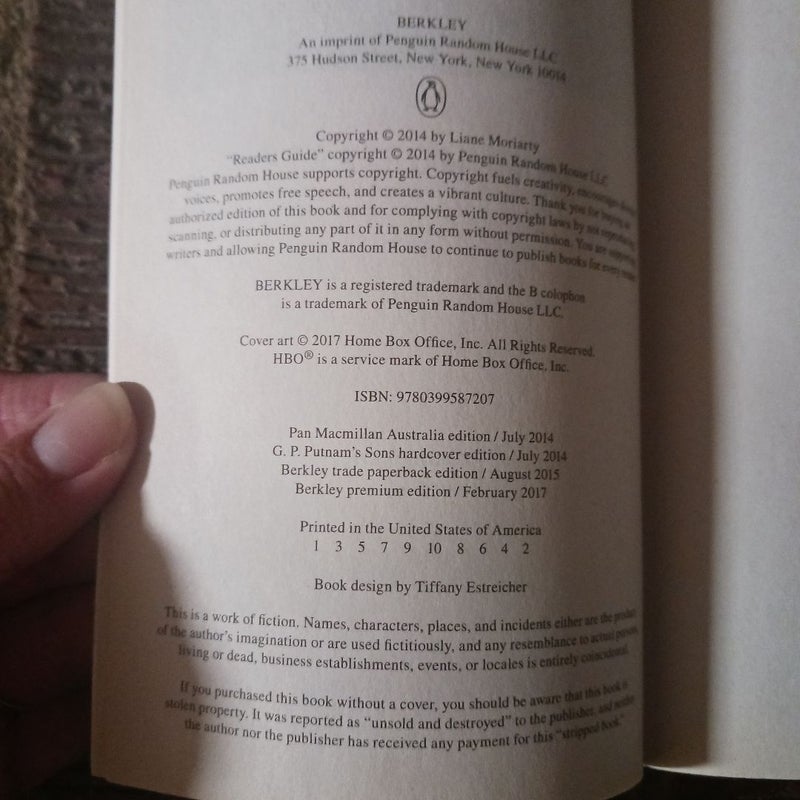 BERKLEY
An imprint of Penguin Random House LLC
375 Hudson Street, New York, New York 10014
Copyright © 2014 by Liane Moriarty
"Readers Guide" copyright © 2014 by Penguin Random House LLC
Penguin Random House supports copyright. Copyright fuels creativity, encourages
voices, promotes free speech, and creates a vibrant culture. Thank you for buying an
authorized edition of this book and for complying with copyright laws by not reproducing,
scanning, or distributing any part of it in any form without permission. You are supporting
writers and allowing Penguin Random House to continue to publish books for every reader.
BERKLEY is a registered trademark and the B colophon
is a trademark of Penguin Random House LLC.
Cover art © 2017 Home Box Office, Inc. All Rights Reserved.
HBO® is a service mark of Home Box Office, Inc.
ISBN: 9780399587207
Pan Macmillan Australia edition / July 2014
G. P. Putnam's Sons hardcover edition / July 2014
Berkley trade paperback edition / August 2015
Berkley premium edition / February 2017
Printed in the United States of America
1 3 5 7 9 10 8 6 4 2
Book design by Tiffany Estreicher
This is a work of fiction. Names, characters, places, and incidents either are the product
of the author's imagination or are used fictitiously, and any resemblance to actual persons,
living or dead, business establishments, events, or locales is entirely coincidental.
If you purchased this book without a cover, you should be aware that this book is
stolen property. It was reported as "unsold and destroyed" to the publisher, and neither
the author nor the publisher has received any payment for this "stripped book."